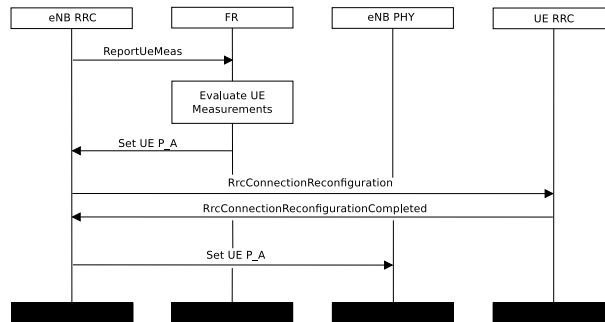 eNB RRC
FR
eNB PHY
UE RRC
ReportUeMeas
Evaluate UE
Measurements
Set UE P_A
RrcConnectionReconfiguration
RrcConnectionReconfigurationCompleted
Set UE P_A